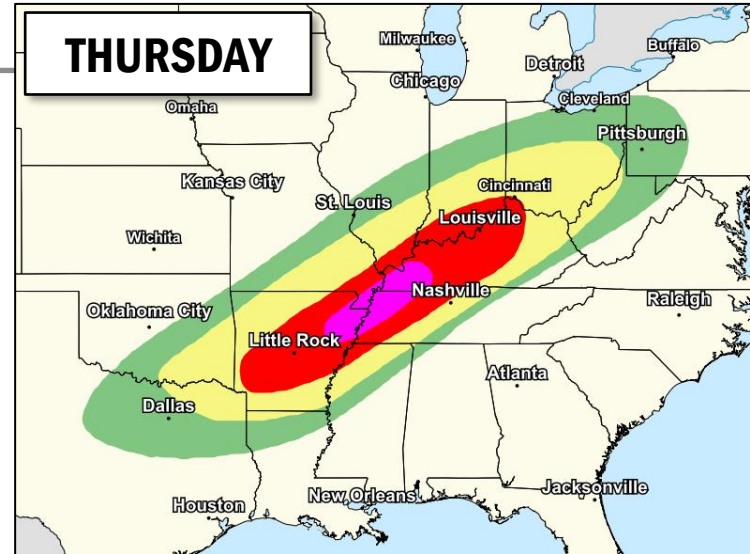 THURSDAY
Milwaukee
Buffalo
Detroit
Chicago
Cleveland
Omaha
Pittsburgh
Kansas City
Cincinnati
St. Louis
Louisville
Wichita
Nashville
Raleigh
Oklahoma City
Little Rock
Atlanta
Dallas
Jacksonville
New Orleans
Houston